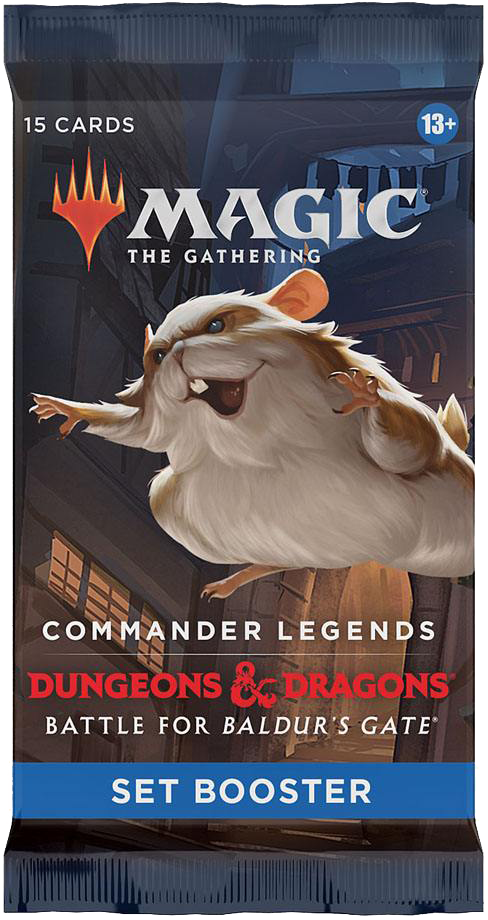 15 CARDS
13+
MAGIC®
THE GATHERING
COMMANDER LEGENDS
DUNGEONS & DRAGONS®
BATTLE FOR BALDUR'S GATE®
SET BOOSTER